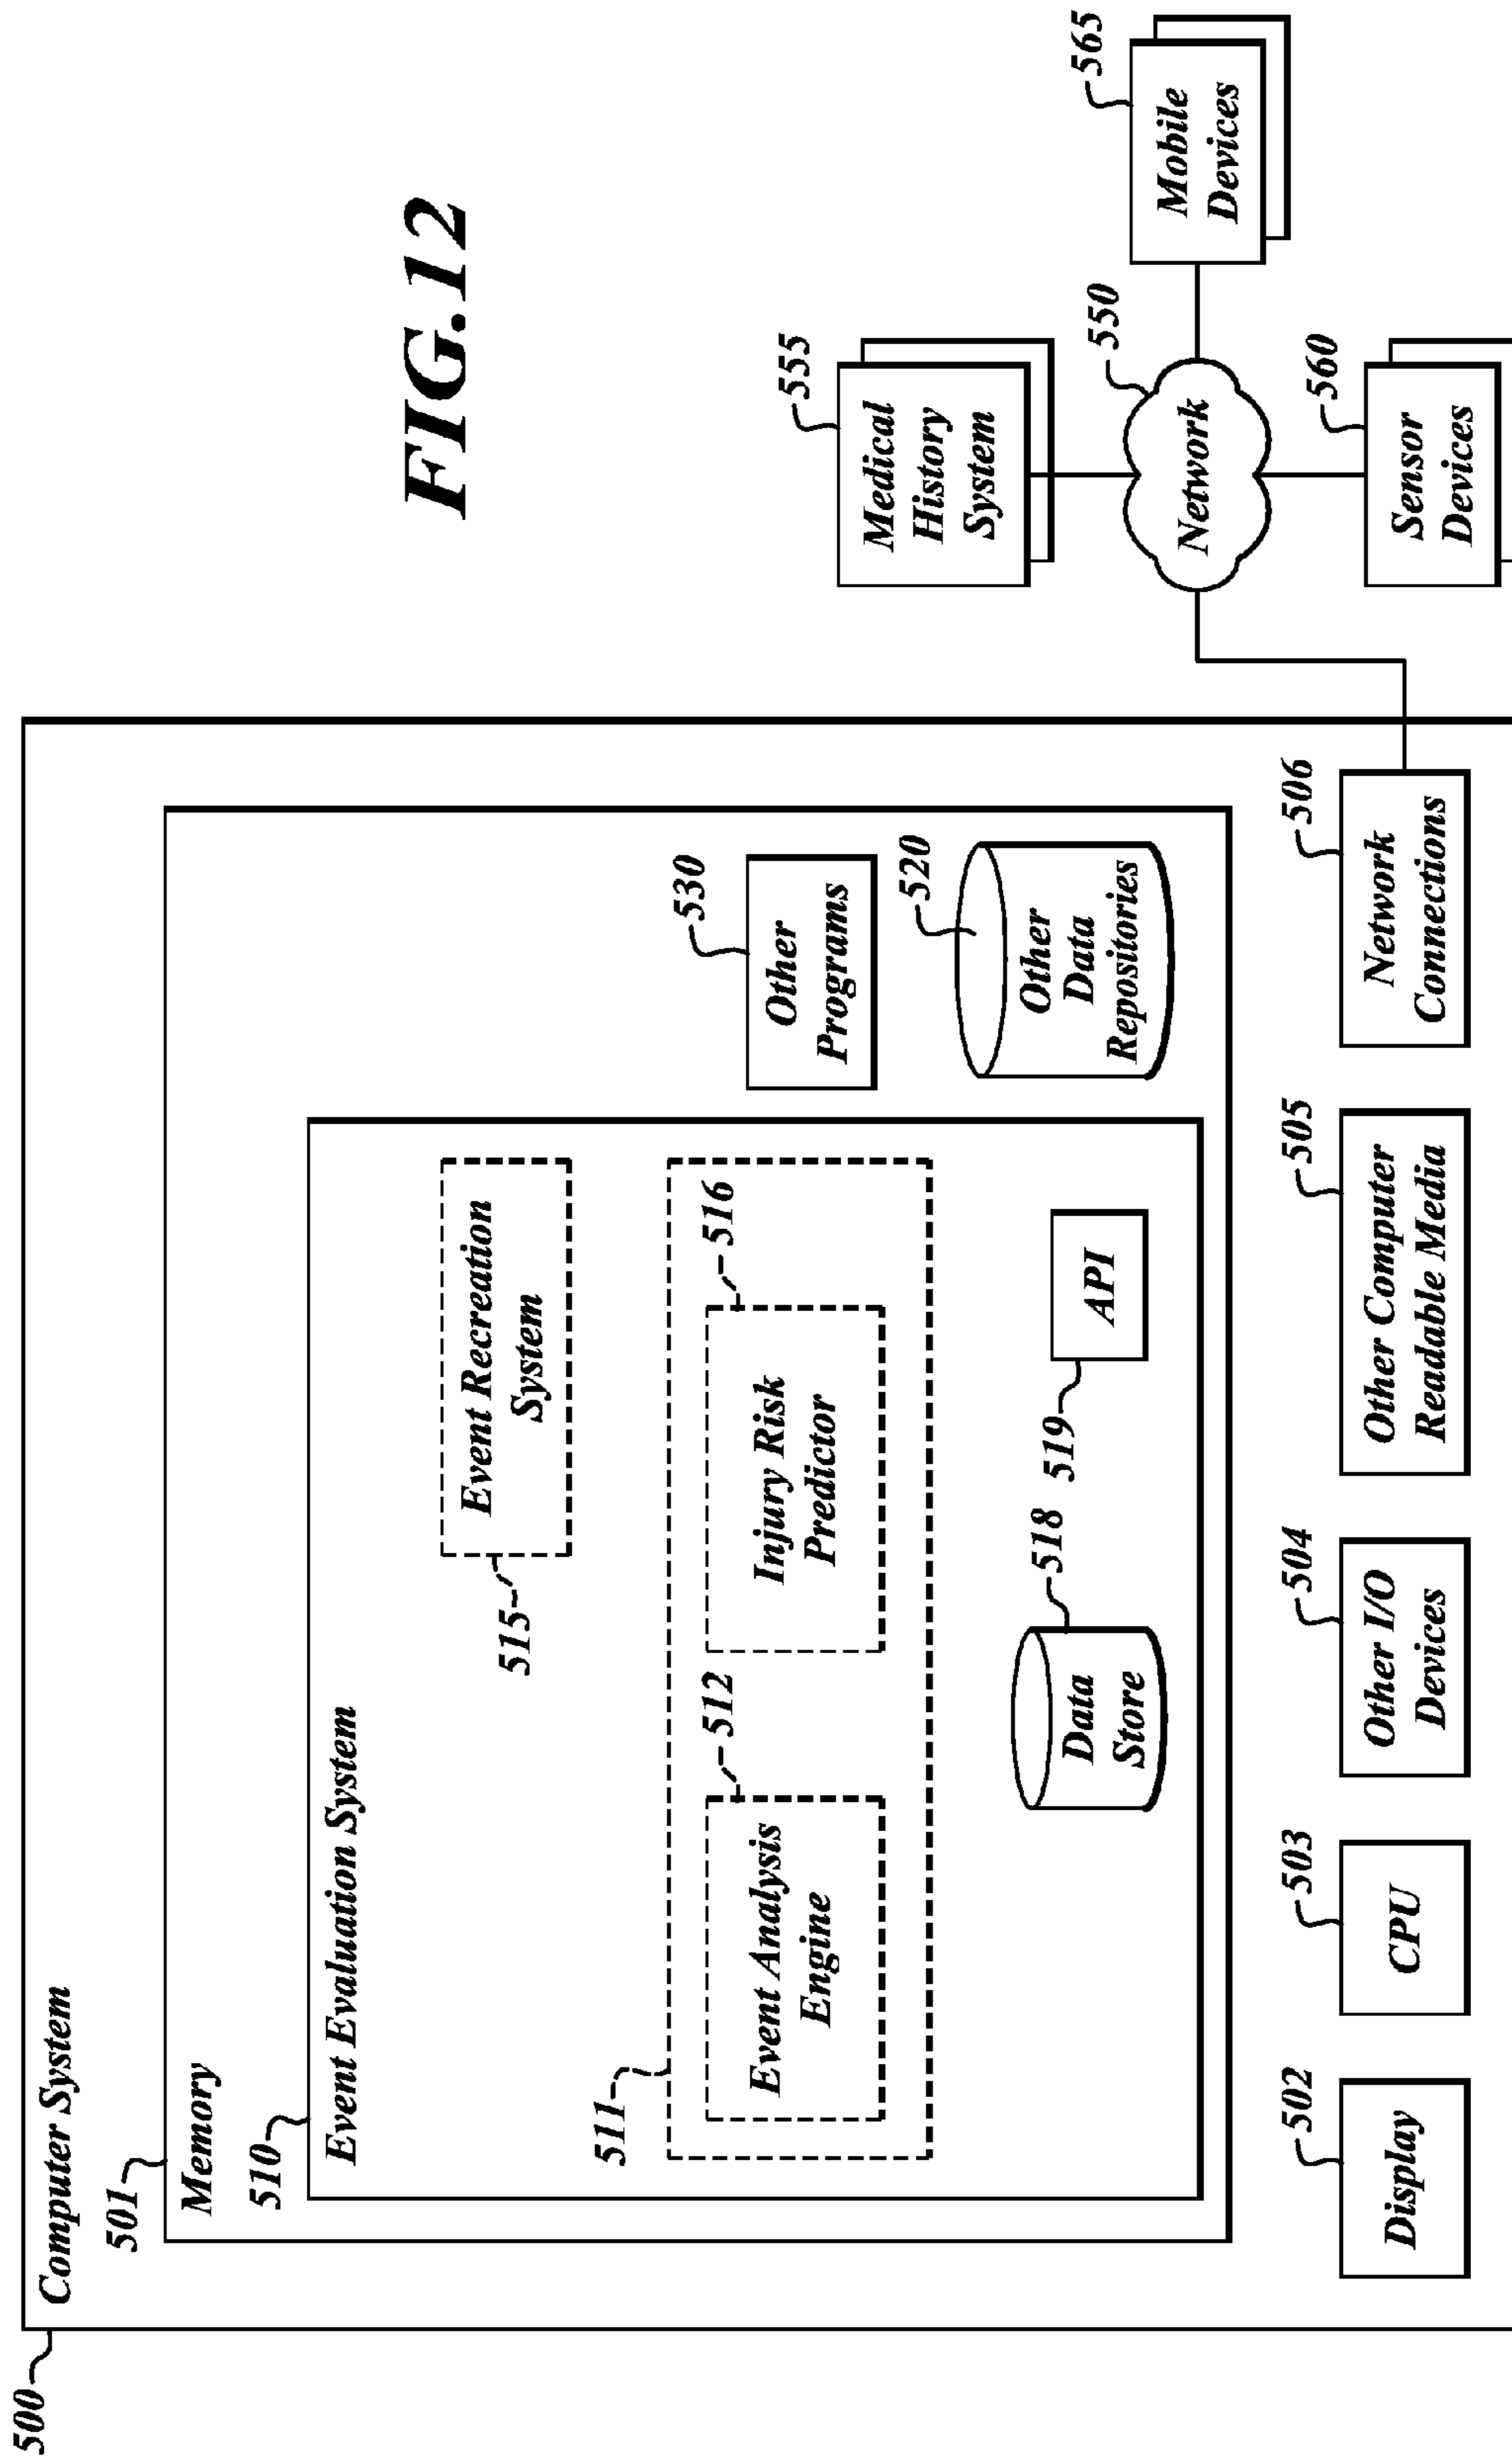 500
Computer System
501
Memory
510
Event Evaluation System
515
Event Recreation
System
511
512
Event Analysis
Engine
516
Injury Risk
Predictor
518
Data
Store
519
API
530
Other
Programs
520
Other
Data
Repositories
502
Display
503
CPU
504
Other I/O
Devices
505
Other Computer
Readable Media
506
Network
Connections
FIG.12
555
Medical
History
System
550
Network
565
Mobile
Devices
560
Sensor
Devices